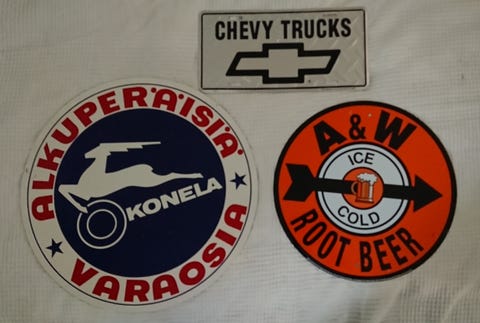 CHEVY TRUCKS
ALKUPERÄISIÄ
KONELA
VARAOSIA
A & W
ICE
COLD
ROOT BEER